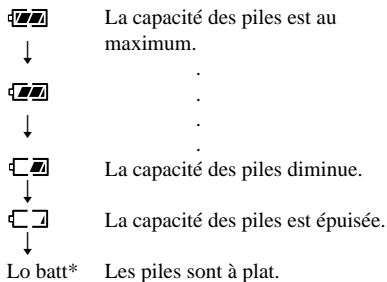 La capacité des piles est au
maximum.
.
.
.
.
La capacité des piles diminue.
La capacité des piles est épuisée.
Lo batt* Les piles sont à plat.